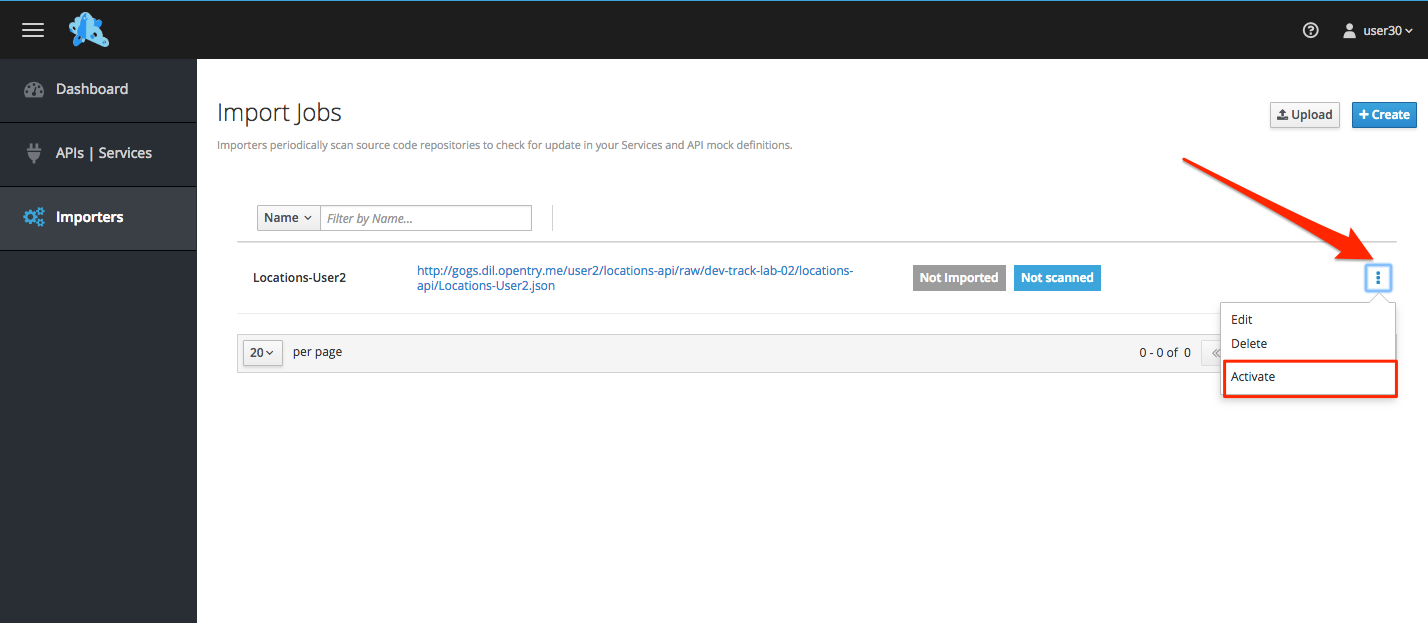 user30
Dashboard
APIs | Services
Importers
Import Jobs
Upload
Create
Importers periodically scan source code repositories to check for update in your Services and API mock definitions.
Name
Filter by Name...
Locations-User2
http://gogs.dil.opentry.me/user2/locations-api/raw/dev-track-lab-02/locations-
api/Locations-User2.json
Not Imported
Not scanned
Edit
Delete
Activate
20
per page
0 - 0 of 0